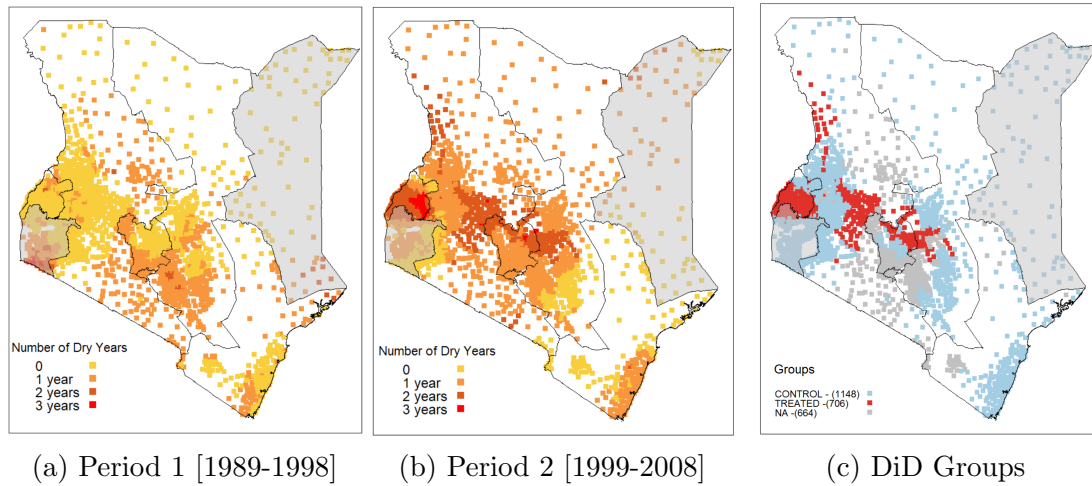 Number of Dry Years
0
1 year
2 years
3 years
Number of Dry Years
0
1 year
2 years
3 years
Groups
CONTROL - (1148)
TREATED -(706)
NA -(664)
(a) Period 1 [1989-1998]
(b) Period 2 [1999-2008]
(c) DiD Groups